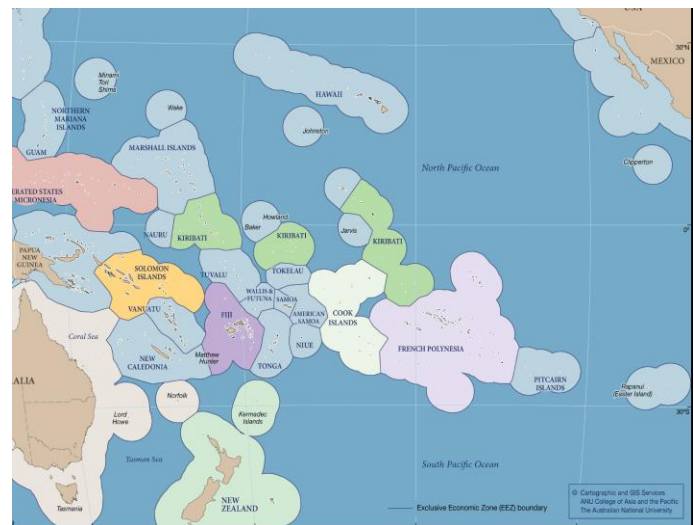 USA
30°N
MEXICO
Minami
Tori
Shima
HAWAII
NORTHERN
MARIANA
ISLANDS
Wake
Johnston
GUAM
MARSHALL ISLANDS
Clipperton
North Pacific Ocean
ERATED STATES
MICRONESIA
Howland
Baker
NAURU
KIRIBATI
KIRIBATI
Jarvis
KIRIBATI
0°
PAPUA
NEW
GUINEA
SOLOMON
ISLANDS
TUVALU
TOKELAU
WALLIS &
FUTUNA
SAMOA
COOK
ISLANDS
VANUATU
FIJI
AMERICAN
SAMOA
Coral Sea
NEW
CALEDONIA
Matthew
Hunter
TONGA
NIUE
FRENCH POLYNESIA
PITCAIRN
ISLANDS
Rapanui
(Easter Island)
ALIA
Lord
Howe
Norfolk
Kermadec
Islands
30°S
Tasman Sea
South Pacific Ocean
Tasmania
NEW
ZEALAND
Exclusive Economic Zone (EEZ) boundary
© Cartographic and GIS Services
ANU College of Asia and the Pacific
The Australian National University